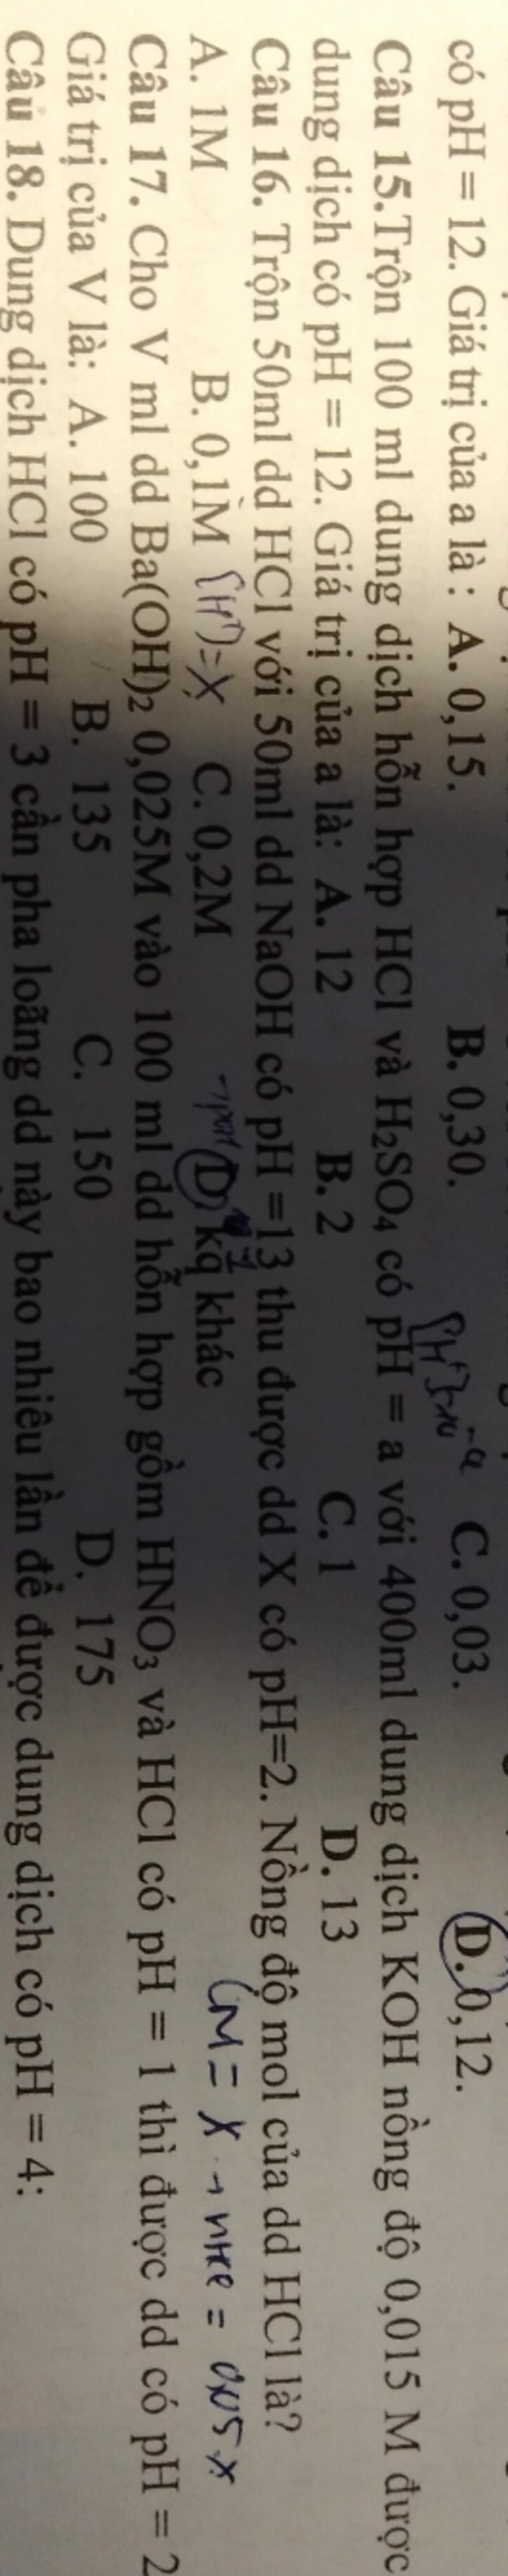 có pH = 12. Giá trị của a là : A. 0,15. B. 0,30. C. 0,03. D. 0,12.
Câu 15.Trộn 100 ml dung dịch hỗn hợp HCl và H₂SO₄ có pH = a với 400ml dung dịch KOH nồng độ 0,015 M được
dung dịch có pH = 12. Giá trị của a là: A. 12 B. 2 C. 1 D. 13
Câu 16. Trộn 50ml dd HCl với 50ml dd NaOH có pH =13 thu được dd X có pH=2. Nồng độ mol của dd HCl là?
A. 1M B. 0,1M [H⁺]=x C. 0,2M D. kq khác CM = x → nHCl = 0,05x
Câu 17. Cho V ml dd Ba(OH)₂ 0,025M vào 100 ml dd hỗn hợp gồm HNO₃ và HCl có pH = 1 thì được dd có pH = 2
Giá trị của V là: A. 100 B. 135 C. 150 D. 175
Câu 18. Dung dịch HCl có pH = 3 cần pha loãng dd này bao nhiêu lần để được dung dịch có pH = 4: